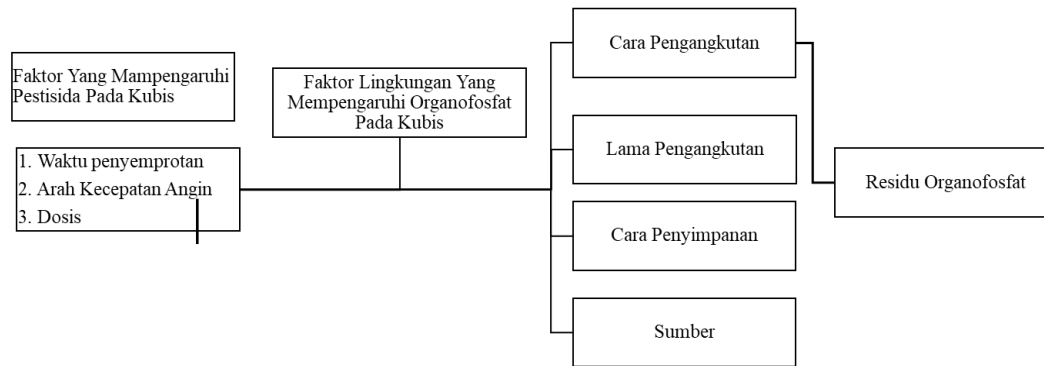 Faktor Yang Mampengaruhi
Pestisida Pada Kubis
1. Waktu penyemprotan
2. Arah Kecepatan Angin
3. Dosis
Faktor Lingkungan Yang
Mempengaruhi Organofosfat
Pada Kubis
Cara Pengangkutan
Lama Pengangkutan
Cara Penyimpanan
Sumber
Residu Organofosfat